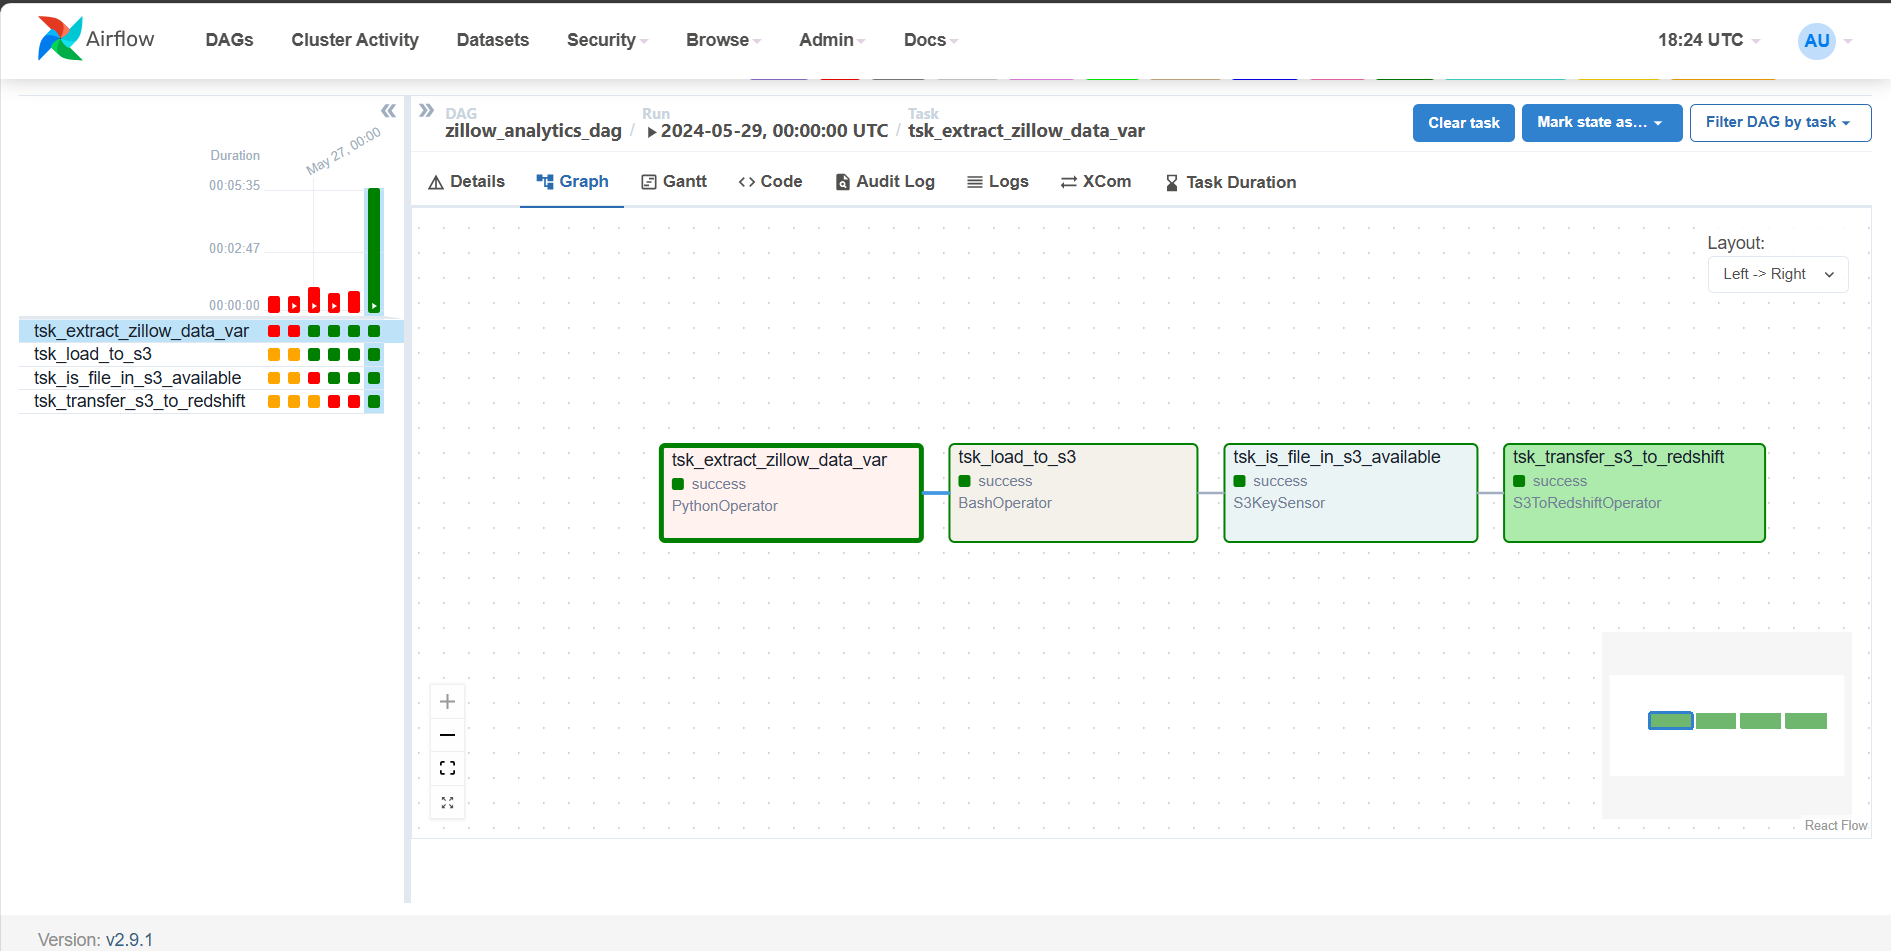 Airflow
DAGs Cluster Activity Datasets Security Browse Admin Docs 18:24 UTC AU
DAG Run Task
zillow_analytics_dag / 2024-05-29, 00:00:00 UTC / tsk_extract_zillow_data_var
Clear task Mark state as... Filter DAG by task
Details Graph Gantt Code Audit Log Logs XCom Task Duration
May 27, 00:00
Duration
00:05:35
00:02:47
00:00:00
tsk_extract_zillow_data_var
tsk_load_to_s3
tsk_is_file_in_s3_available
tsk_transfer_s3_to_redshift
Layout:
Left -> Right
tsk_extract_zillow_data_var
success
PythonOperator
tsk_load_to_s3
success
BashOperator
tsk_is_file_in_s3_available
success
S3KeySensor
tsk_transfer_s3_to_redshift
success
S3ToRedshiftOperator
React Flow
Version: v2.9.1